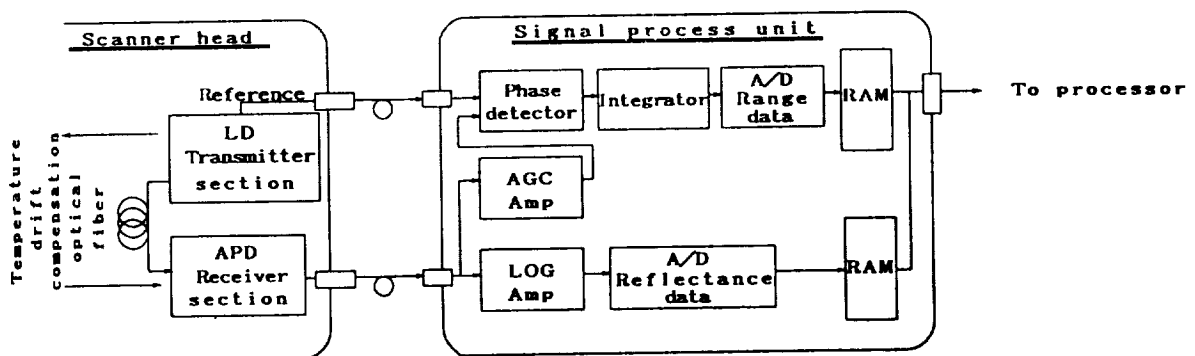 Scanner head
Signal process unit
Reference
LD
Transmitter
section
APD
Receiver
section
Temperature
drift
compensation
optical
fiber
Phase
detector
Integrator
A/D
Range
data
RAM
To processor
AGC
Amp
LOG
Amp
A/D
Reflectance
data
RAM